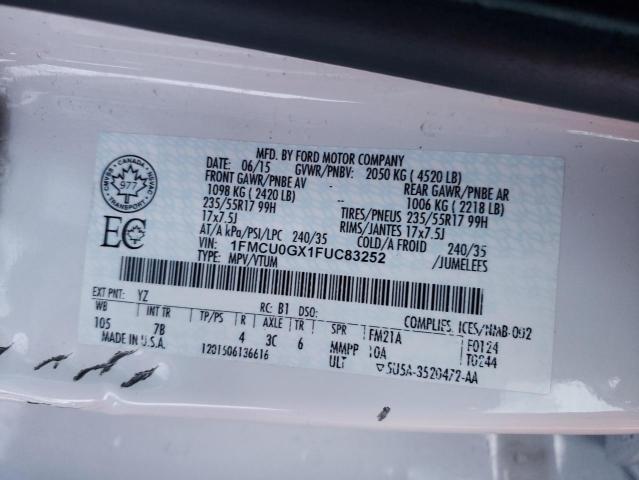 MFD. BY FORD MOTOR COMPANY
DATE: 06/15 GVWR/PNBV: 2050 KG ( 4520 LB)
FRONT GAWR/PNBE AV REAR GAWR/PNBE AR
1098 KG ( 2420 LB) 1006 KG ( 2218 LB)
235/55R17 99H TIRES/PNEUS 235/55R17 99H
17x7.5J RIMS/JANTES 17x7.5J
AT/A kPa/PSI/LPC 240/35 COLD/A FROID 240/35
VIN: 1FMCU0GX1FUC83252 /JUMELEES
TYPE: MPV/VTUM
CMVSS CANADA NSVAC
977
TRANSPORT
EC
EXT PNT: YZ RC: B1 DSO: COMPLIES ICES/NMB-002
WB INT TR TP/PS R AXLE TR SPR FM21A F0124
105 7B 4 3C 6 MMPP 10A T0244
MADE IN U.S.A. 1201506136616 ULT 5U5A-3520472-AA